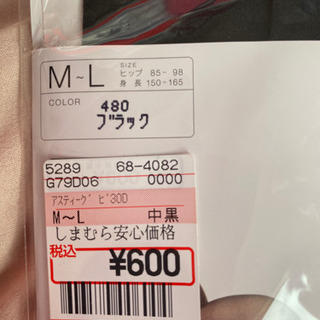 M~L
SIZE
ヒップ 85-98
身長 150-165
COLOR 480
ブラック
5289 68-4082
G79D06 0000
アスティーグ ピ30D
M~L 中黒
しまむら安心価格
税込 ¥600